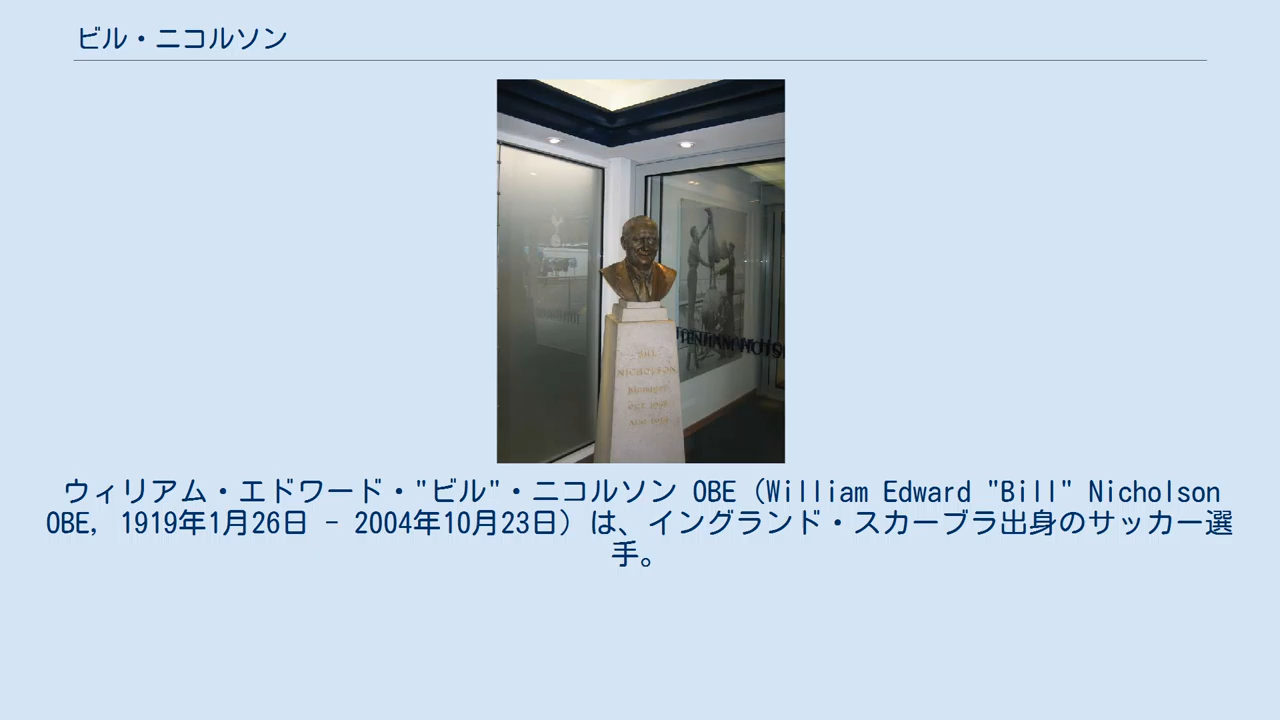 ビル・ニコルソン
BILL
NICHOLSON
Manager
ウィリアム・エドワード・"ビル"・ニコルソン OBE（William Edward "Bill" Nicholson
OBE, 1919年1月26日 - 2004年10月23日）は、イングランド・スカーブラ出身のサッカー選
手。